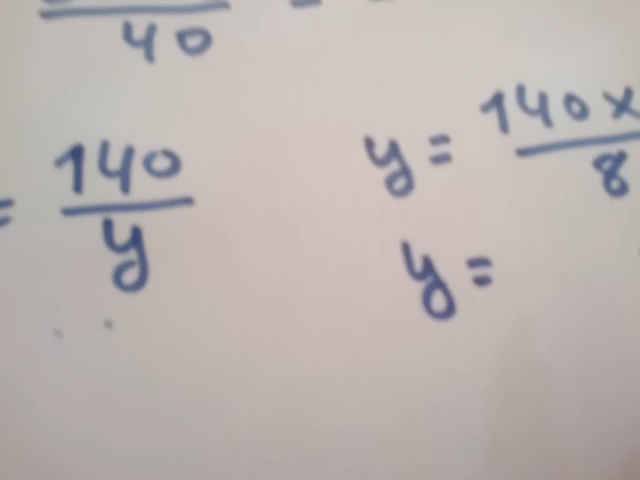 40 =
= 140 / y
y = 140 x / 8
y =